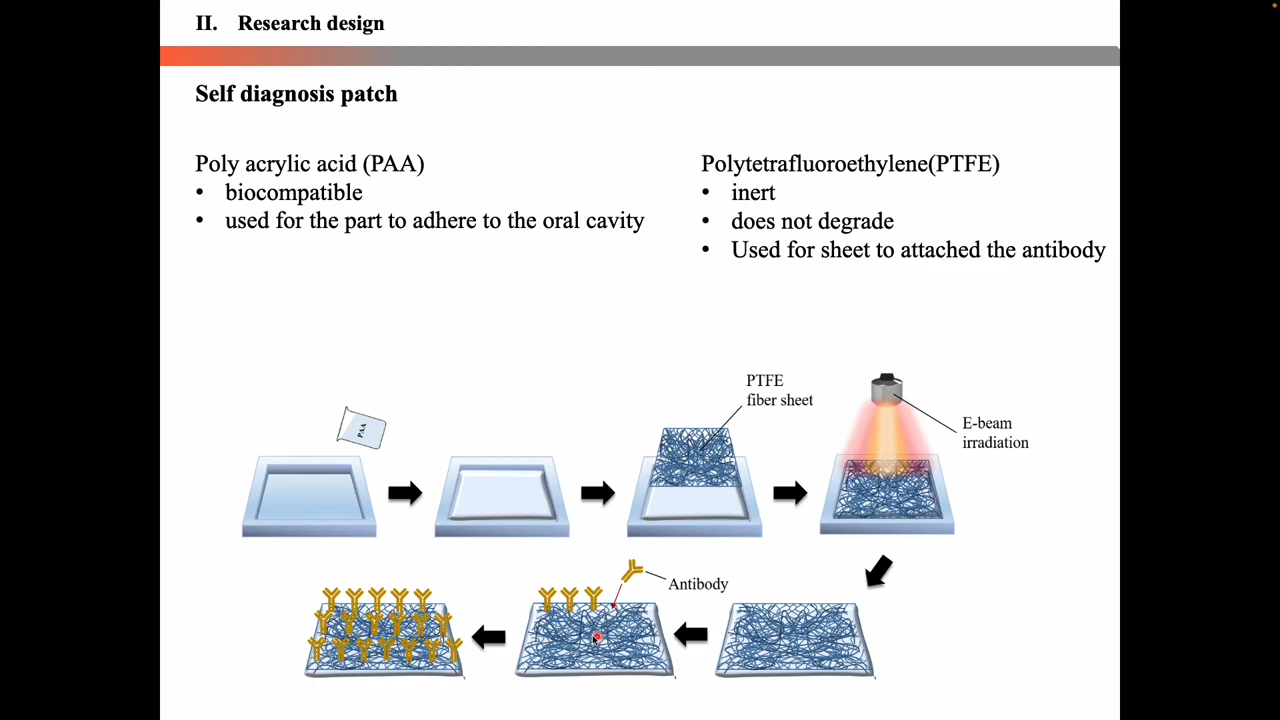 II. Research design
Self diagnosis patch
Poly acrylic acid (PAA)
• biocompatible
• used for the part to adhere to the oral cavity
Polytetrafluoroethylene(PTFE)
• inert
• does not degrade
• Used for sheet to attached the antibody
PAA
PTFE
fiber sheet
E-beam
irradiation
Antibody